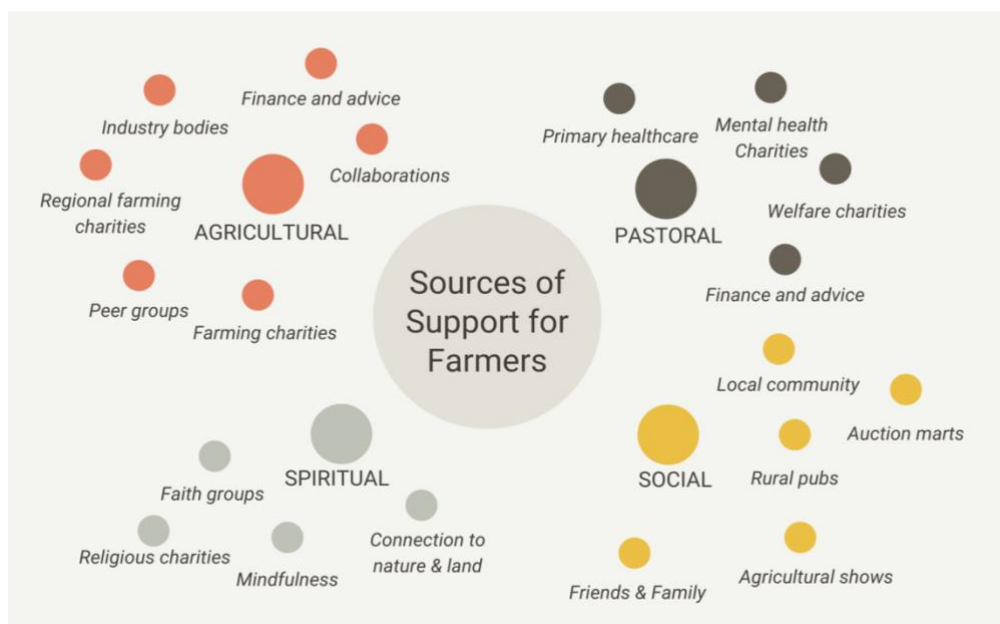 Finance and advice
Industry bodies
Collaborations
Regional farming
charities
AGRICULTURAL
Peer groups
Farming charities
Primary healthcare
Mental health
Charities
Welfare charities
PASTORAL
Finance and advice
Sources of
Support for
Farmers
SPIRITUAL
Faith groups
Religious charities
Mindfulness
Connection to
nature & land
Local community
Auction marts
SOCIAL
Rural pubs
Friends & Family
Agricultural shows